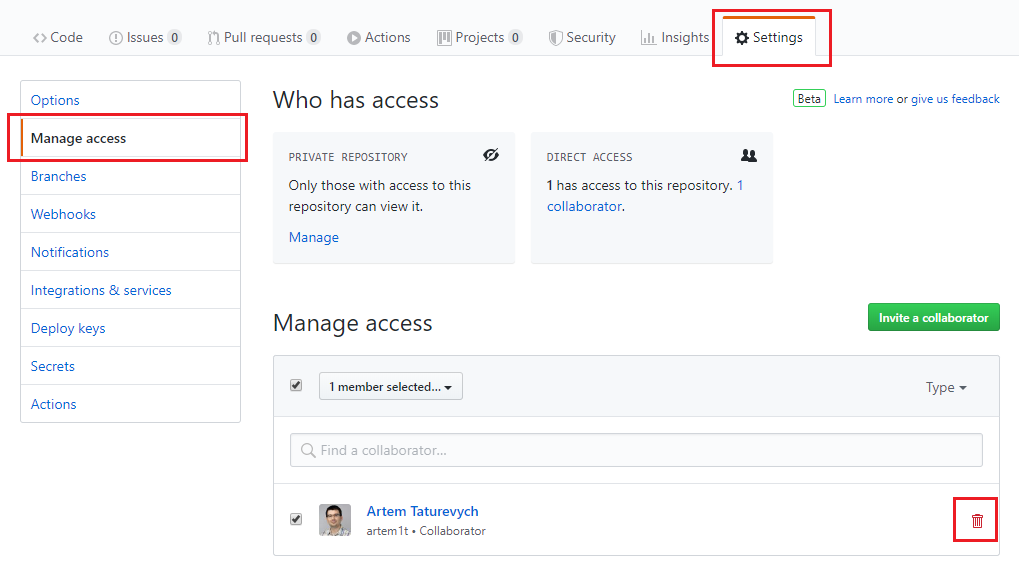 Code Issues 0 Pull requests 0 Actions Projects 0 Security Insights Settings
Options
Manage access
Branches
Webhooks
Notifications
Integrations & services
Deploy keys
Secrets
Actions
Who has access
Beta Learn more or give us feedback
PRIVATE REPOSITORY
Only those with access to this
repository can view it.
Manage
DIRECT ACCESS
1 has access to this repository. 1
collaborator.
Manage access
Invite a collaborator
1 member selected...
Type
Find a collaborator...
Artem Taturevych
artem1t • Collaborator